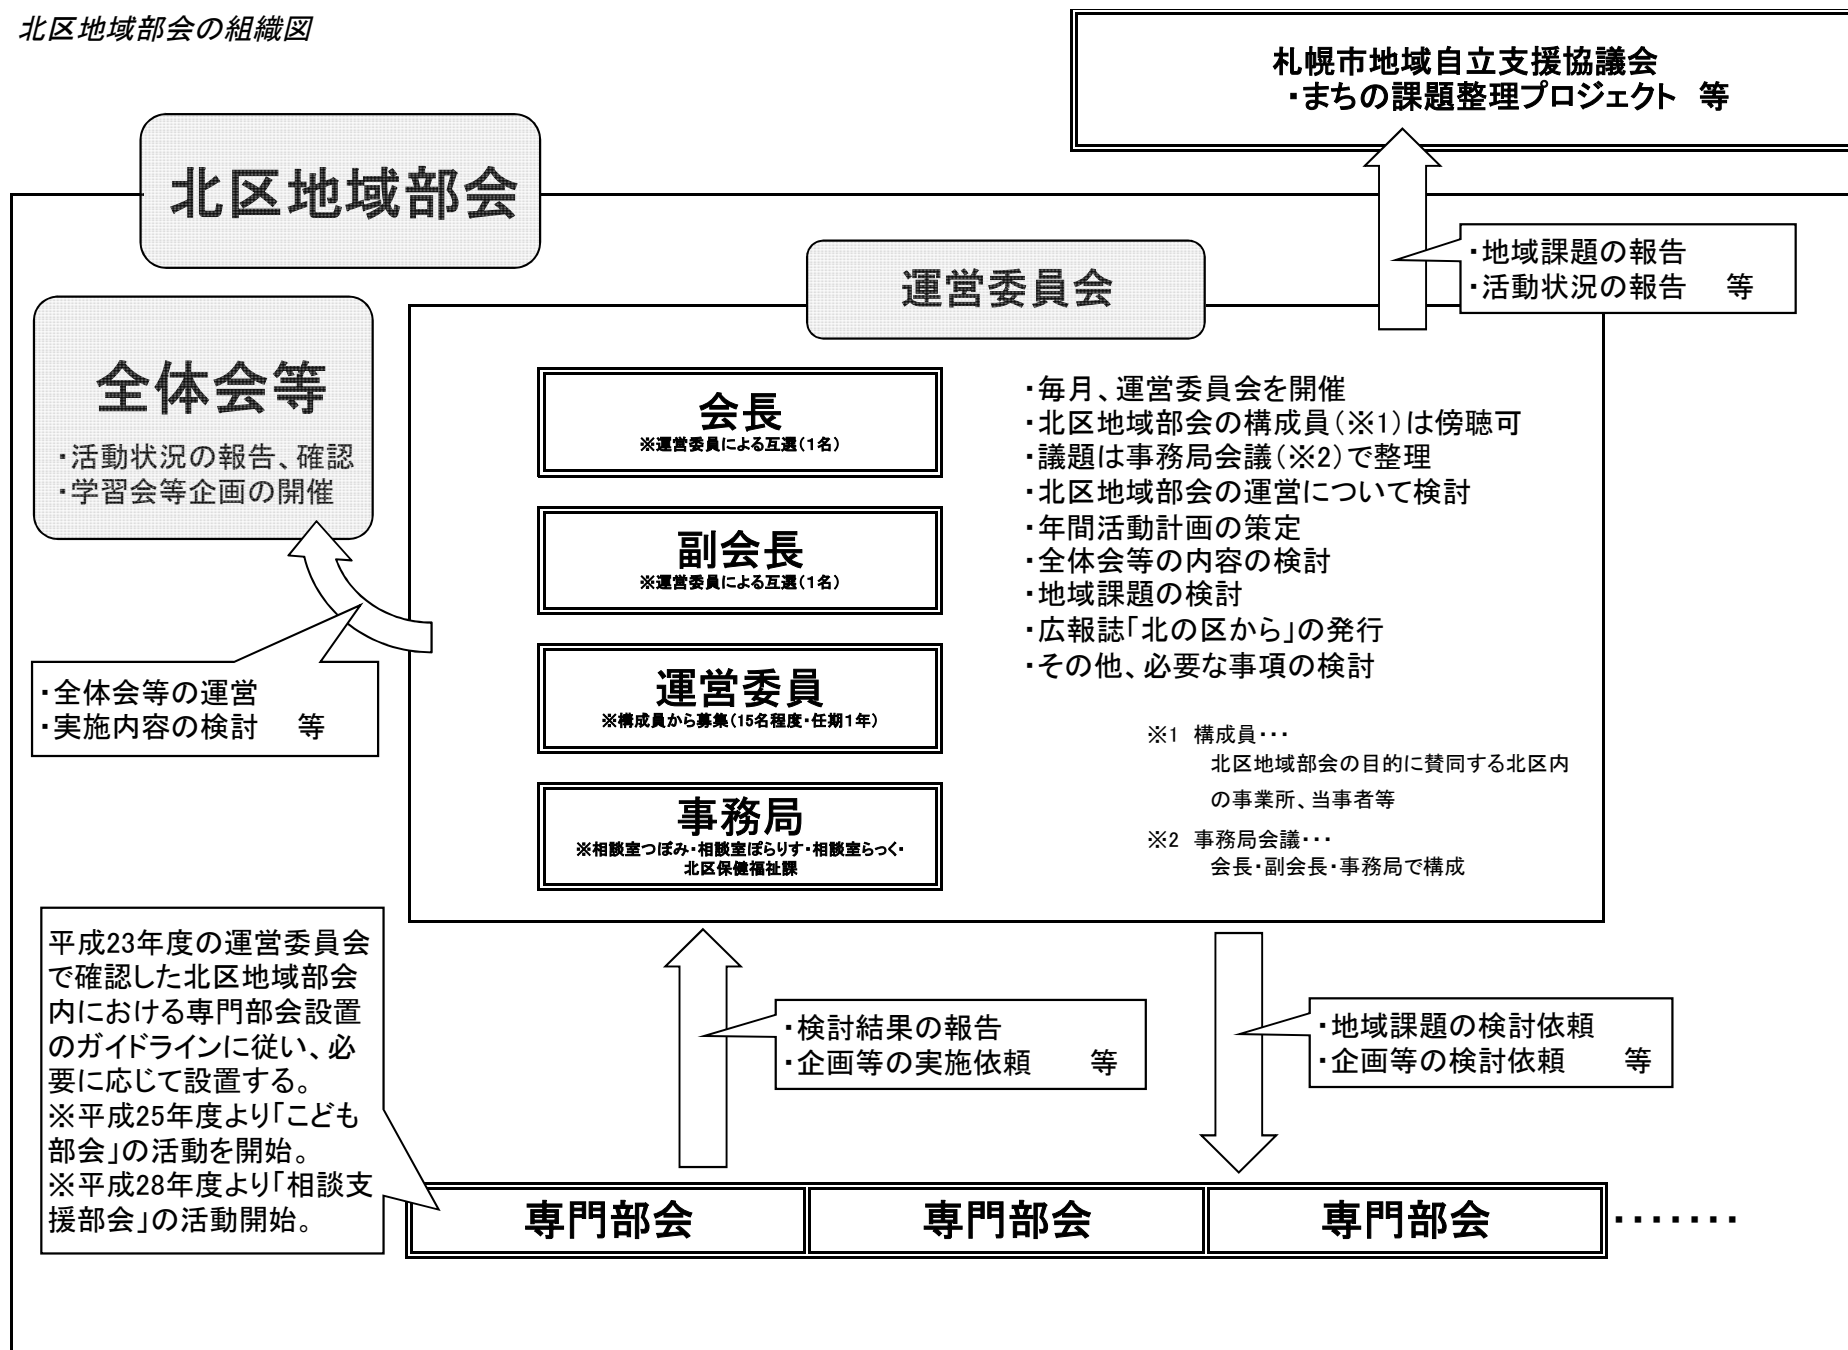 北区地域部会の組織図
札幌市地域自立支援協議会
・まちの課題整理プロジェクト 等
北区地域部会
運営委員会
・地域課題の報告
・活動状況の報告 等
全体会等
・活動状況の報告、確認
・学習会等企画の開催
会長
※運営委員による互選(1名)
副会長
※運営委員による互選(1名)
運営委員
※構成員から募集(15名程度・任期1年)
事務局
※相談室つぼみ・相談室ぽらりす・相談室らっく・
北区保健福祉課
・毎月、運営委員会を開催
・北区地域部会の構成員(※1)は傍聴可
・議題は事務局会議(※2)で整理
・北区地域部会の運営について検討
・年間活動計画の策定
・全体会等の内容の検討
・地域課題の検討
・広報誌「北の区から」の発行
・その他、必要な事項の検討
※1 構成員・・・
北区地域部会の目的に賛同する北区内
の事業所、当事者等
※2 事務局会議・・・
会長・副会長・事務局で構成
・全体会等の運営
・実施内容の検討 等
平成23年度の運営委員会
で確認した北区地域部会
内における専門部会設置
のガイドラインに従い、必
要に応じて設置する。
※平成25年度より「こども
部会」の活動を開始。
※平成28年度より「相談支
援部会」の活動開始。
・検討結果の報告
・企画等の実施依頼 等
・地域課題の検討依頼
・企画等の検討依頼 等
専門部会 専門部会 専門部会 ・・・・・・・